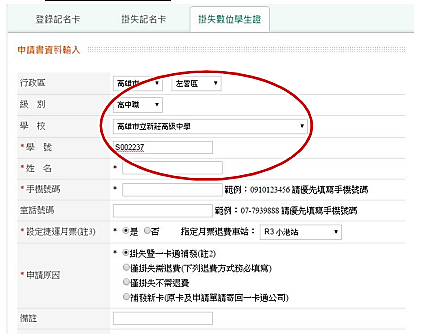 登錄記名卡 掛失記名卡 掛失數位學生證
申請書資料輸入
行政區 高雄市 左營區
級 別 高中職
學 校 高雄市立新莊高級中學
*學 號 S002237
*姓 名 *
*手機號碼 * 範例：0910123456 請優先填寫手機號碼
室話號碼 範例：07-7939888 請優先填寫手機號碼
*設定捷運月票(註3) * 是 否 指定月票退費車站： R3 小港站
*申請原因 * 掛失暨一卡通補發(註2)
僅掛失需退費(下列退費方式務必填寫)
僅掛失不需退費
補發新卡(原卡及申請單請寄回一卡通公司)
備註